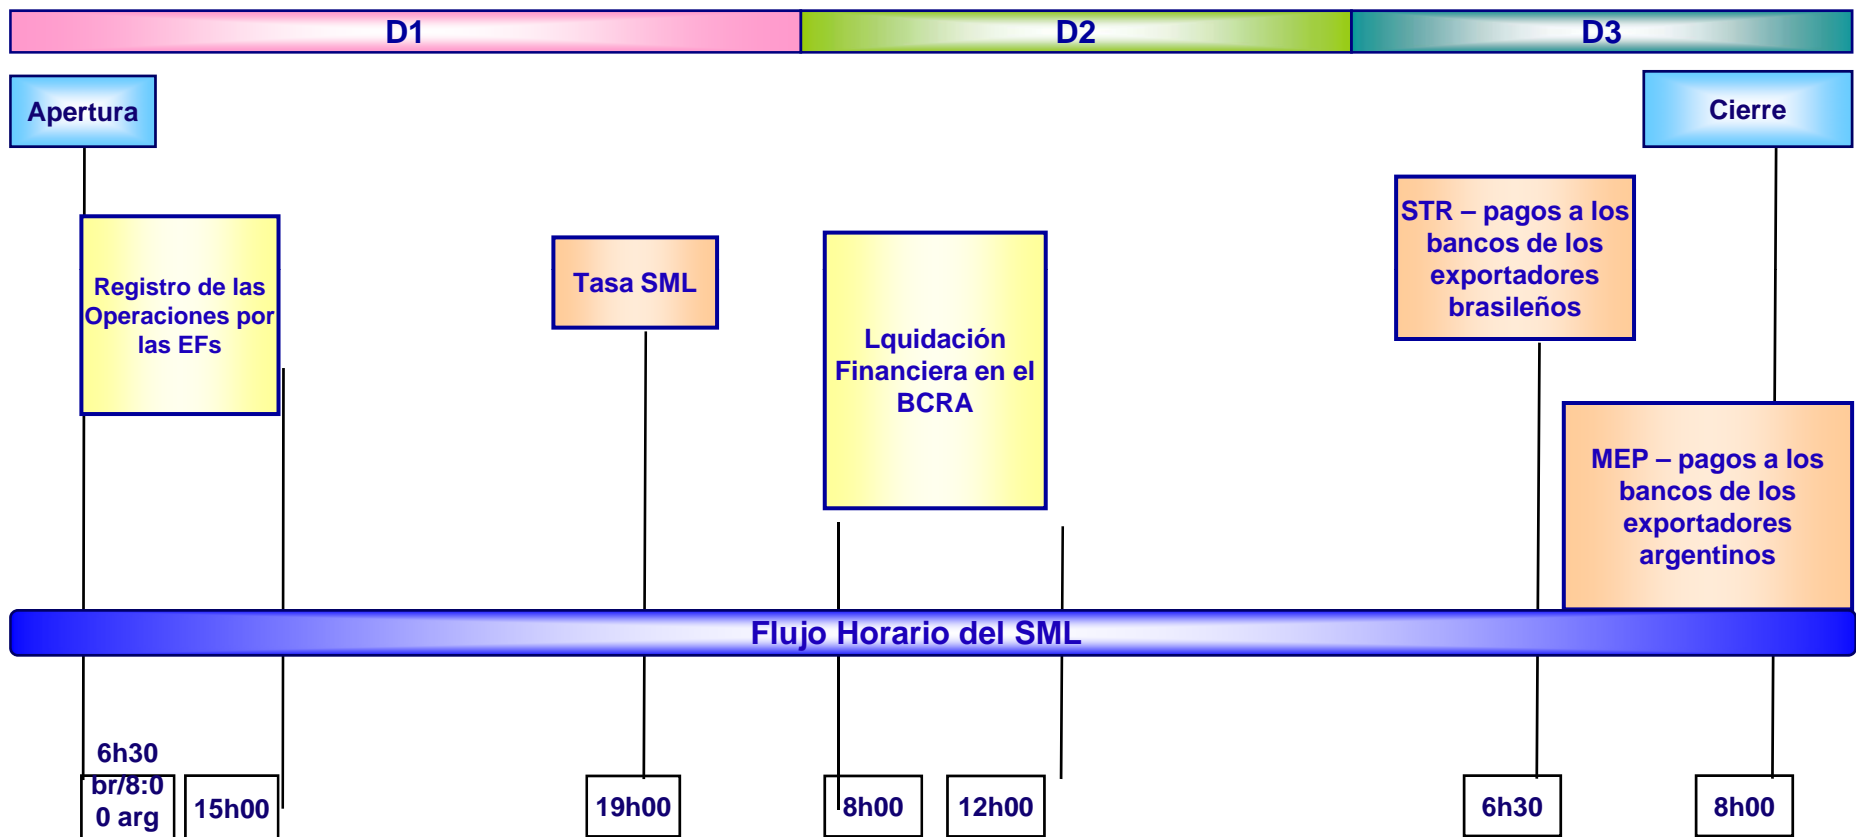 D1
D2
D3
Apertura
Cierre
Registro de las
Operaciones por
las EFs
Tasa SML
Lquidación
Financiera en el
BCRA
STR – pagos a los
bancos de los
exportadores
brasileños
MEP – pagos a los
bancos de los
exportadores
argentinos
Flujo Horario del SML
6h30
br/8:0
0 arg
15h00
19h00
8h00
12h00
6h30
8h00